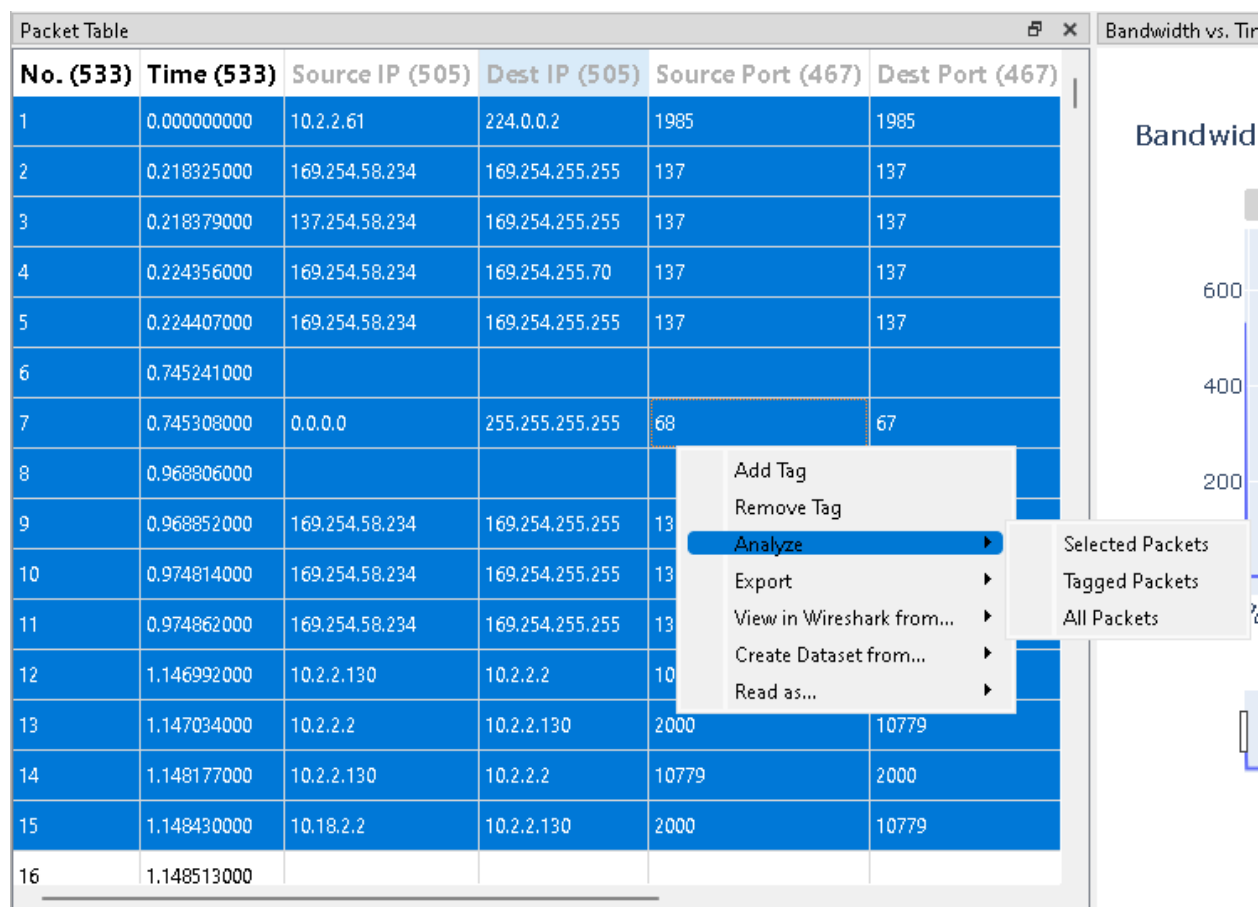 Packet Table
Bandwidth vs. Tir
No. (533) Time (533) Source IP (505) Dest IP (505) Source Port (467) Dest Port (467)
1 0.000000000 10.2.2.61 224.0.0.2 1985 1985
2 0.218325000 169.254.58.234 169.254.255.255 137 137
3 0.218379000 137.254.58.234 169.254.255.255 137 137
4 0.224356000 169.254.58.234 169.254.255.70 137 137
5 0.224407000 169.254.58.234 169.254.255.255 137 137
6 0.745241000
7 0.745308000 0.0.0.0 255.255.255.255 68 67
8 0.968806000
9 0.968852000 169.254.58.234 169.254.255.255 13
10 0.974814000 169.254.58.234 169.254.255.255 13
11 0.974862000 169.254.58.234 169.254.255.255 13
12 1.146992000 10.2.2.130 10.2.2.2 10
13 1.147034000 10.2.2.2 10.2.2.130 2000 10779
14 1.148177000 10.2.2.130 10.2.2.2 10779 2000
15 1.148430000 10.18.2.2 10.2.2.130 2000 10779
16 1.148513000
Add Tag
Remove Tag
Analyze
Export
View in Wireshark from...
Create Dataset from...
Read as...
Selected Packets
Tagged Packets
All Packets
Bandwid
600
400
200